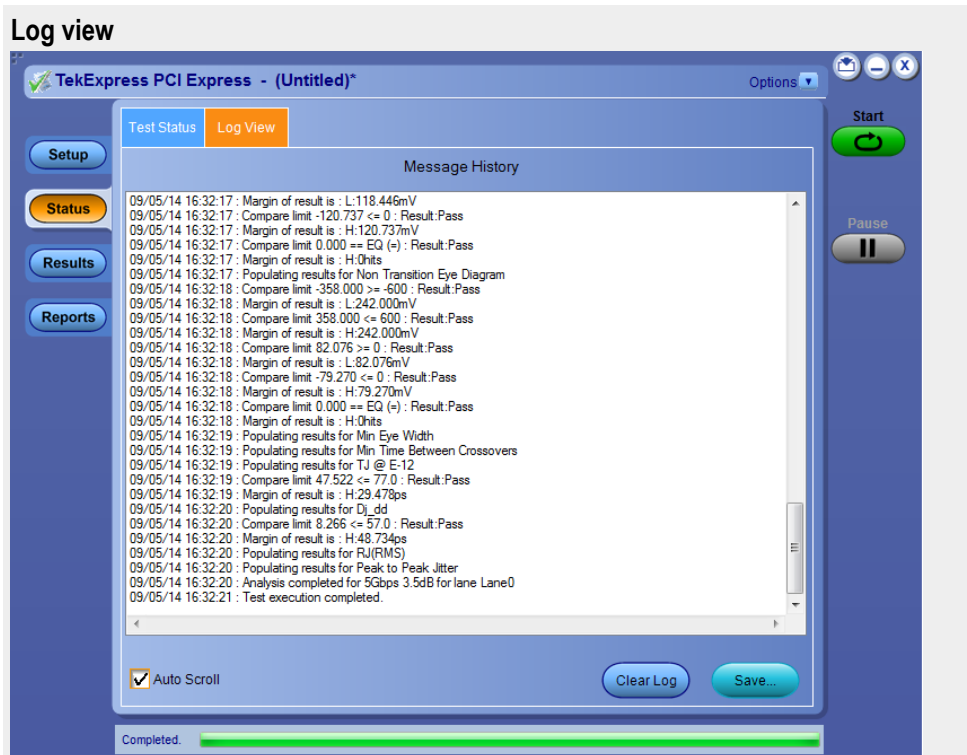 Log view
TekExpress PCI Express - (Untitled)*
Options
Start
Test Status
Log View
Setup
Message History
Status
Pause
Results
Reports
09/05/14 16:32:17 : Margin of result is : L:118.446mV
09/05/14 16:32:17 : Compare limit -120.737 <= 0 : Result:Pass
09/05/14 16:32:17 : Margin of result is : H:120.737mV
09/05/14 16:32:17 : Compare limit 0.000 == EQ (=) : Result:Pass
09/05/14 16:32:17 : Margin of result is : H:0hits
09/05/14 16:32:17 : Populating results for Non Transition Eye Diagram
09/05/14 16:32:18 : Compare limit -358.000 >= -600 : Result:Pass
09/05/14 16:32:18 : Margin of result is : L:242.000mV
09/05/14 16:32:18 : Compare limit 358.000 <= 600 : Result:Pass
09/05/14 16:32:18 : Margin of result is : H:242.000mV
09/05/14 16:32:18 : Compare limit 82.076 >= 0 : Result:Pass
09/05/14 16:32:18 : Margin of result is : L:82.076mV
09/05/14 16:32:18 : Compare limit -79.270 <= 0 : Result:Pass
09/05/14 16:32:18 : Margin of result is : H:79.270mV
09/05/14 16:32:18 : Compare limit 0.000 == EQ (=) : Result:Pass
09/05/14 16:32:18 : Margin of result is : H:0hits
09/05/14 16:32:19 : Populating results for Min Eye Width
09/05/14 16:32:19 : Populating results for Min Time Between Crossovers
09/05/14 16:32:19 : Populating results for TJ @ E-12
09/05/14 16:32:19 : Compare limit 47.522 <= 77.0 : Result:Pass
09/05/14 16:32:19 : Margin of result is : H:29.478ps
09/05/14 16:32:20 : Populating results for Dj_dd
09/05/14 16:32:20 : Compare limit 8.266 <= 57.0 : Result:Pass
09/05/14 16:32:20 : Margin of result is : H:48.734ps
09/05/14 16:32:20 : Populating results for RJ(RMS)
09/05/14 16:32:20 : Populating results for Peak to Peak Jitter
09/05/14 16:32:20 : Analysis completed for 5Gbps 3.5dB for lane Lane0
09/05/14 16:32:21 : Test execution completed.
Auto Scroll
Clear Log
Save...
Completed.